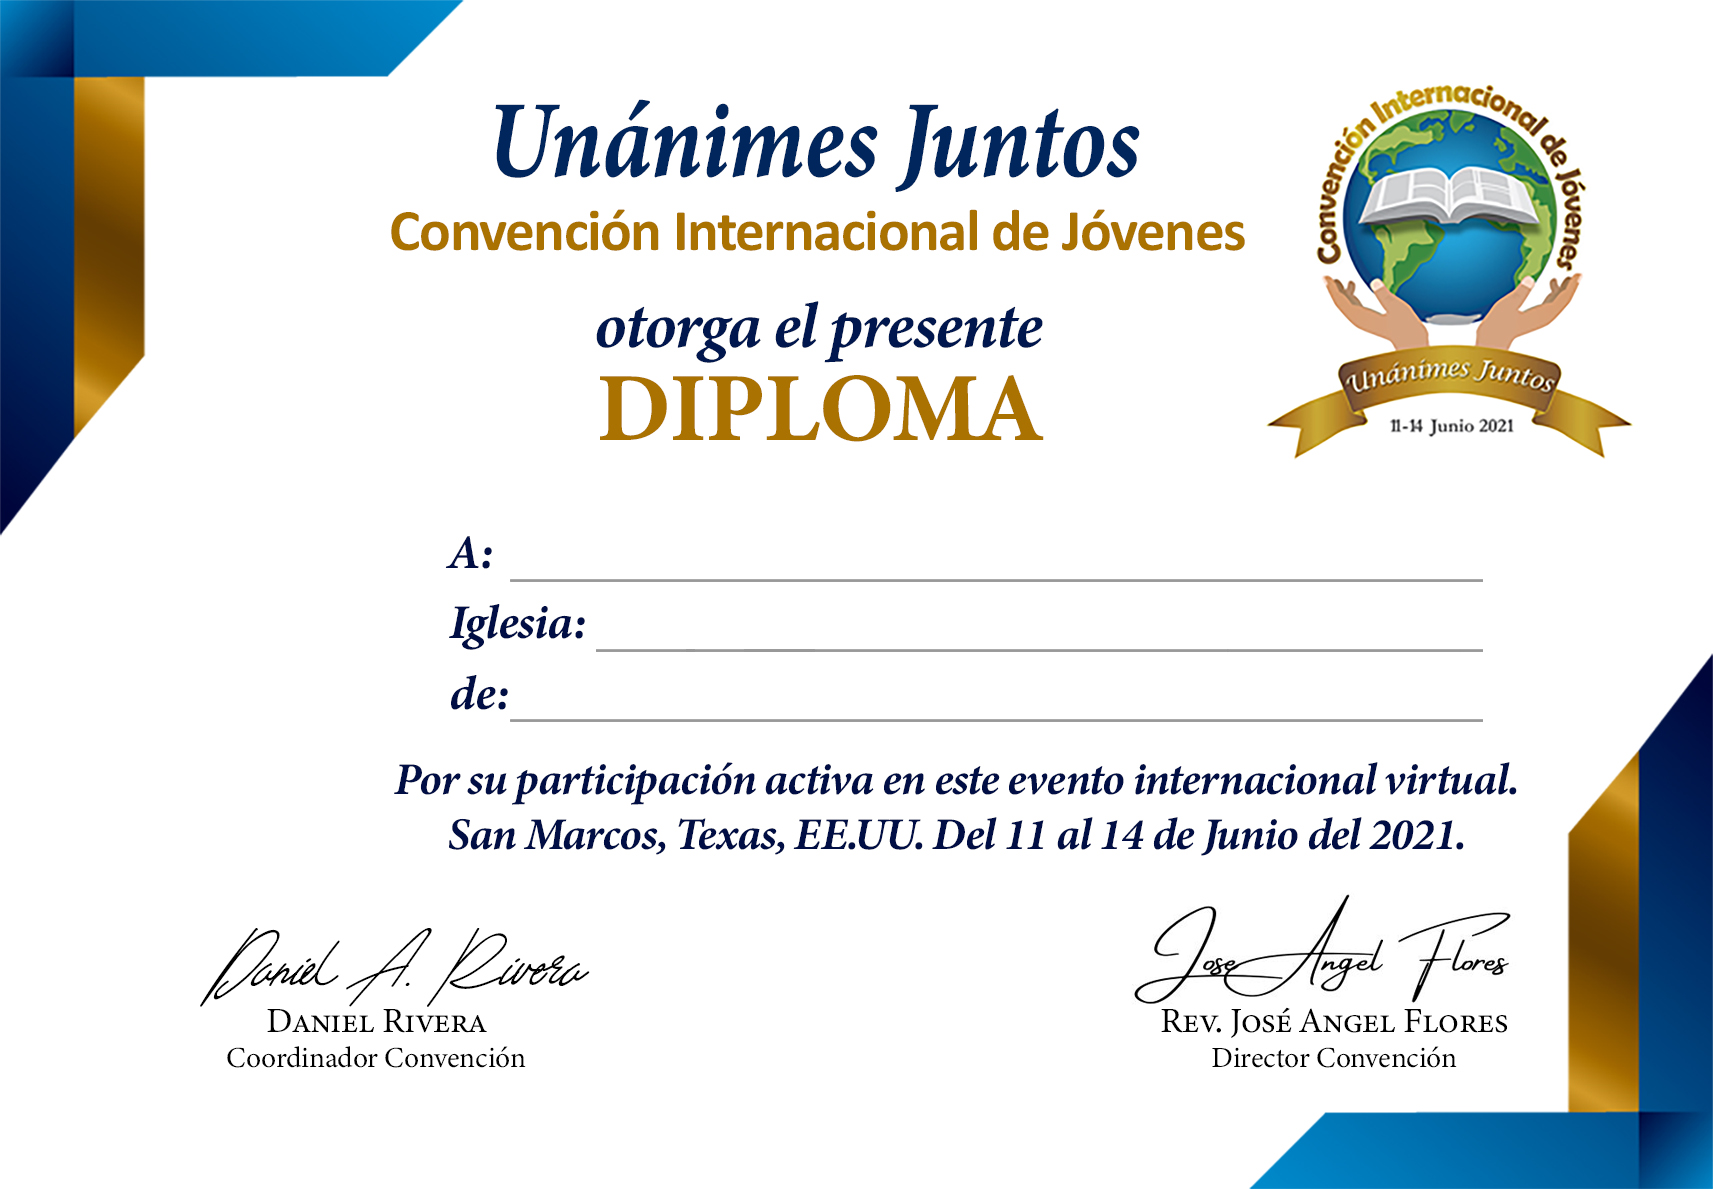 Unánimes Juntos
Convención Internacional de Jóvenes
otorga el presente
DIPLOMA
Convención Internacional de Jóvenes
Unánimes Juntos
11-14 Junio 2021
A:
Iglesia:
de:
Por su participación activa en este evento internacional virtual.
San Marcos, Texas, EE.UU. Del 11 al 14 de Junio del 2021.
Daniel A. Rivera
DANIEL RIVERA
Coordinador Convención
Jose Angel Flores
REV. JOSÉ ANGEL FLORES
Director Convención